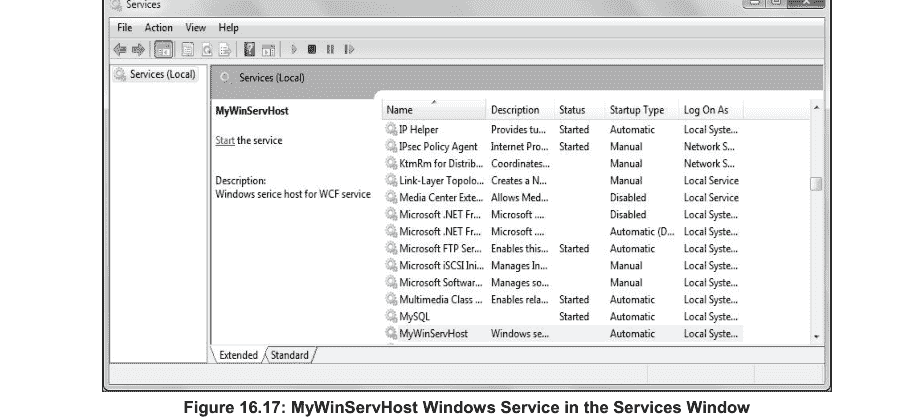 Services
File Action View Help
Services (Local)
Services (Local)
MyWinServHost
Start the service
Description:
Windows serice host for WCF service
Name Description Status Startup Type Log On As
IP Helper Provides tu... Started Automatic Local Syste...
IPsec Policy Agent Internet Pro... Started Manual Network S...
KtmRm for Distrib... Coordinates... Manual Network S...
Link-Layer Topolo... Creates a N... Manual Local Service
Media Center Exte... Allows Med... Disabled Local Service
Microsoft .NET Fr... Microsoft .... Disabled Local Syste...
Microsoft .NET Fr... Microsoft .... Automatic (D... Local Syste...
Microsoft FTP Ser... Enables this... Started Automatic Local Syste...
Microsoft iSCSI Ini... Manages In... Manual Local Syste...
Microsoft Softwar... Manages so... Manual Local Syste...
Multimedia Class ... Enables rela... Started Automatic Local Syste...
MySQL Started Automatic Local Syste...
MyWinServHost Windows se... Automatic Local Syste...
Extended Standard
Figure 16.17: MyWinServHost Windows Service in the Services Window